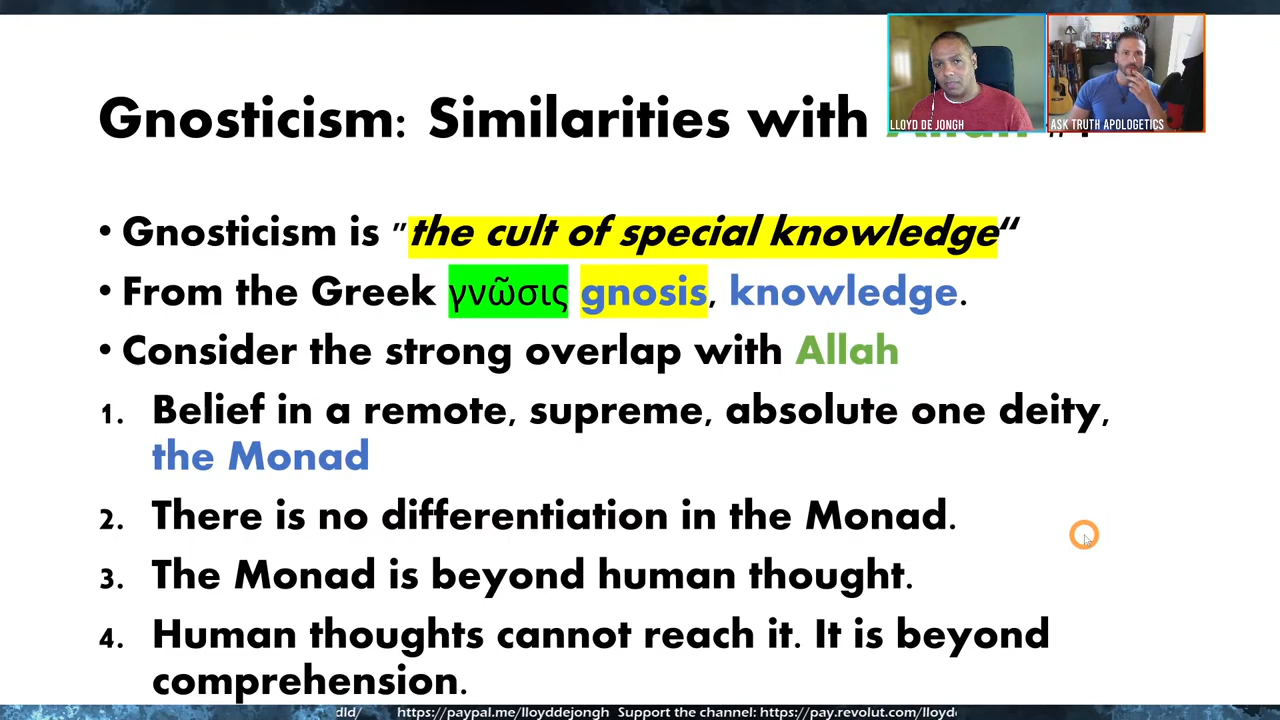 LLOYD DE JONGH
ASK TRUTH APOLOGETICS
Gnosticism: Similarities with
• Gnosticism is "the cult of special knowledge“
• From the Greek γνῶσις gnosis, knowledge.
• Consider the strong overlap with Allah
1. Belief in a remote, supreme, absolute one deity,
the Monad
2. There is no differentiation in the Monad.
3. The Monad is beyond human thought.
4. Human thoughts cannot reach it. It is beyond
comprehension.
https://paypal.me/lloyddejongh Support the channel: https://pay.revolut.com/lloyd